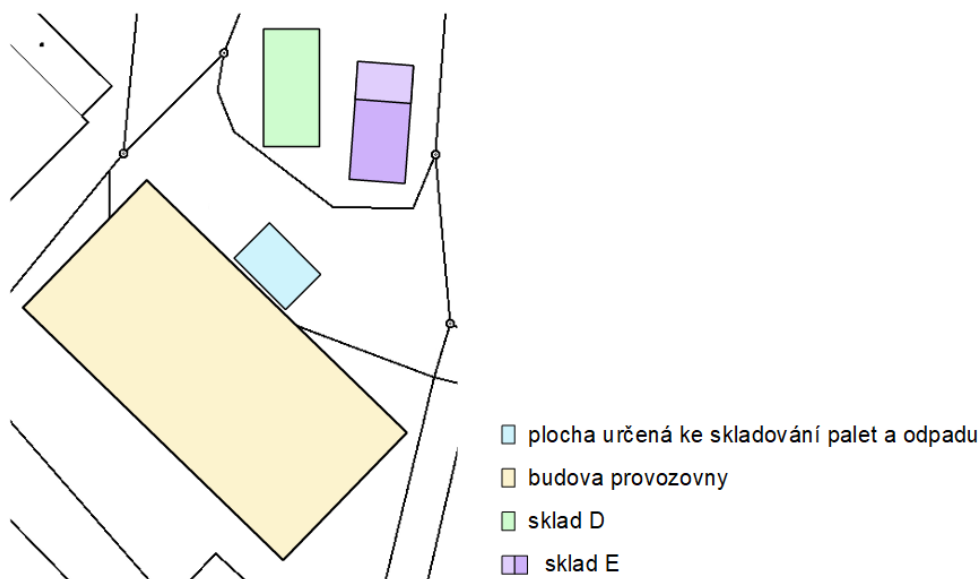 plocha určená ke skladování palet a odpadu
budova provozovny
sklad D
sklad E